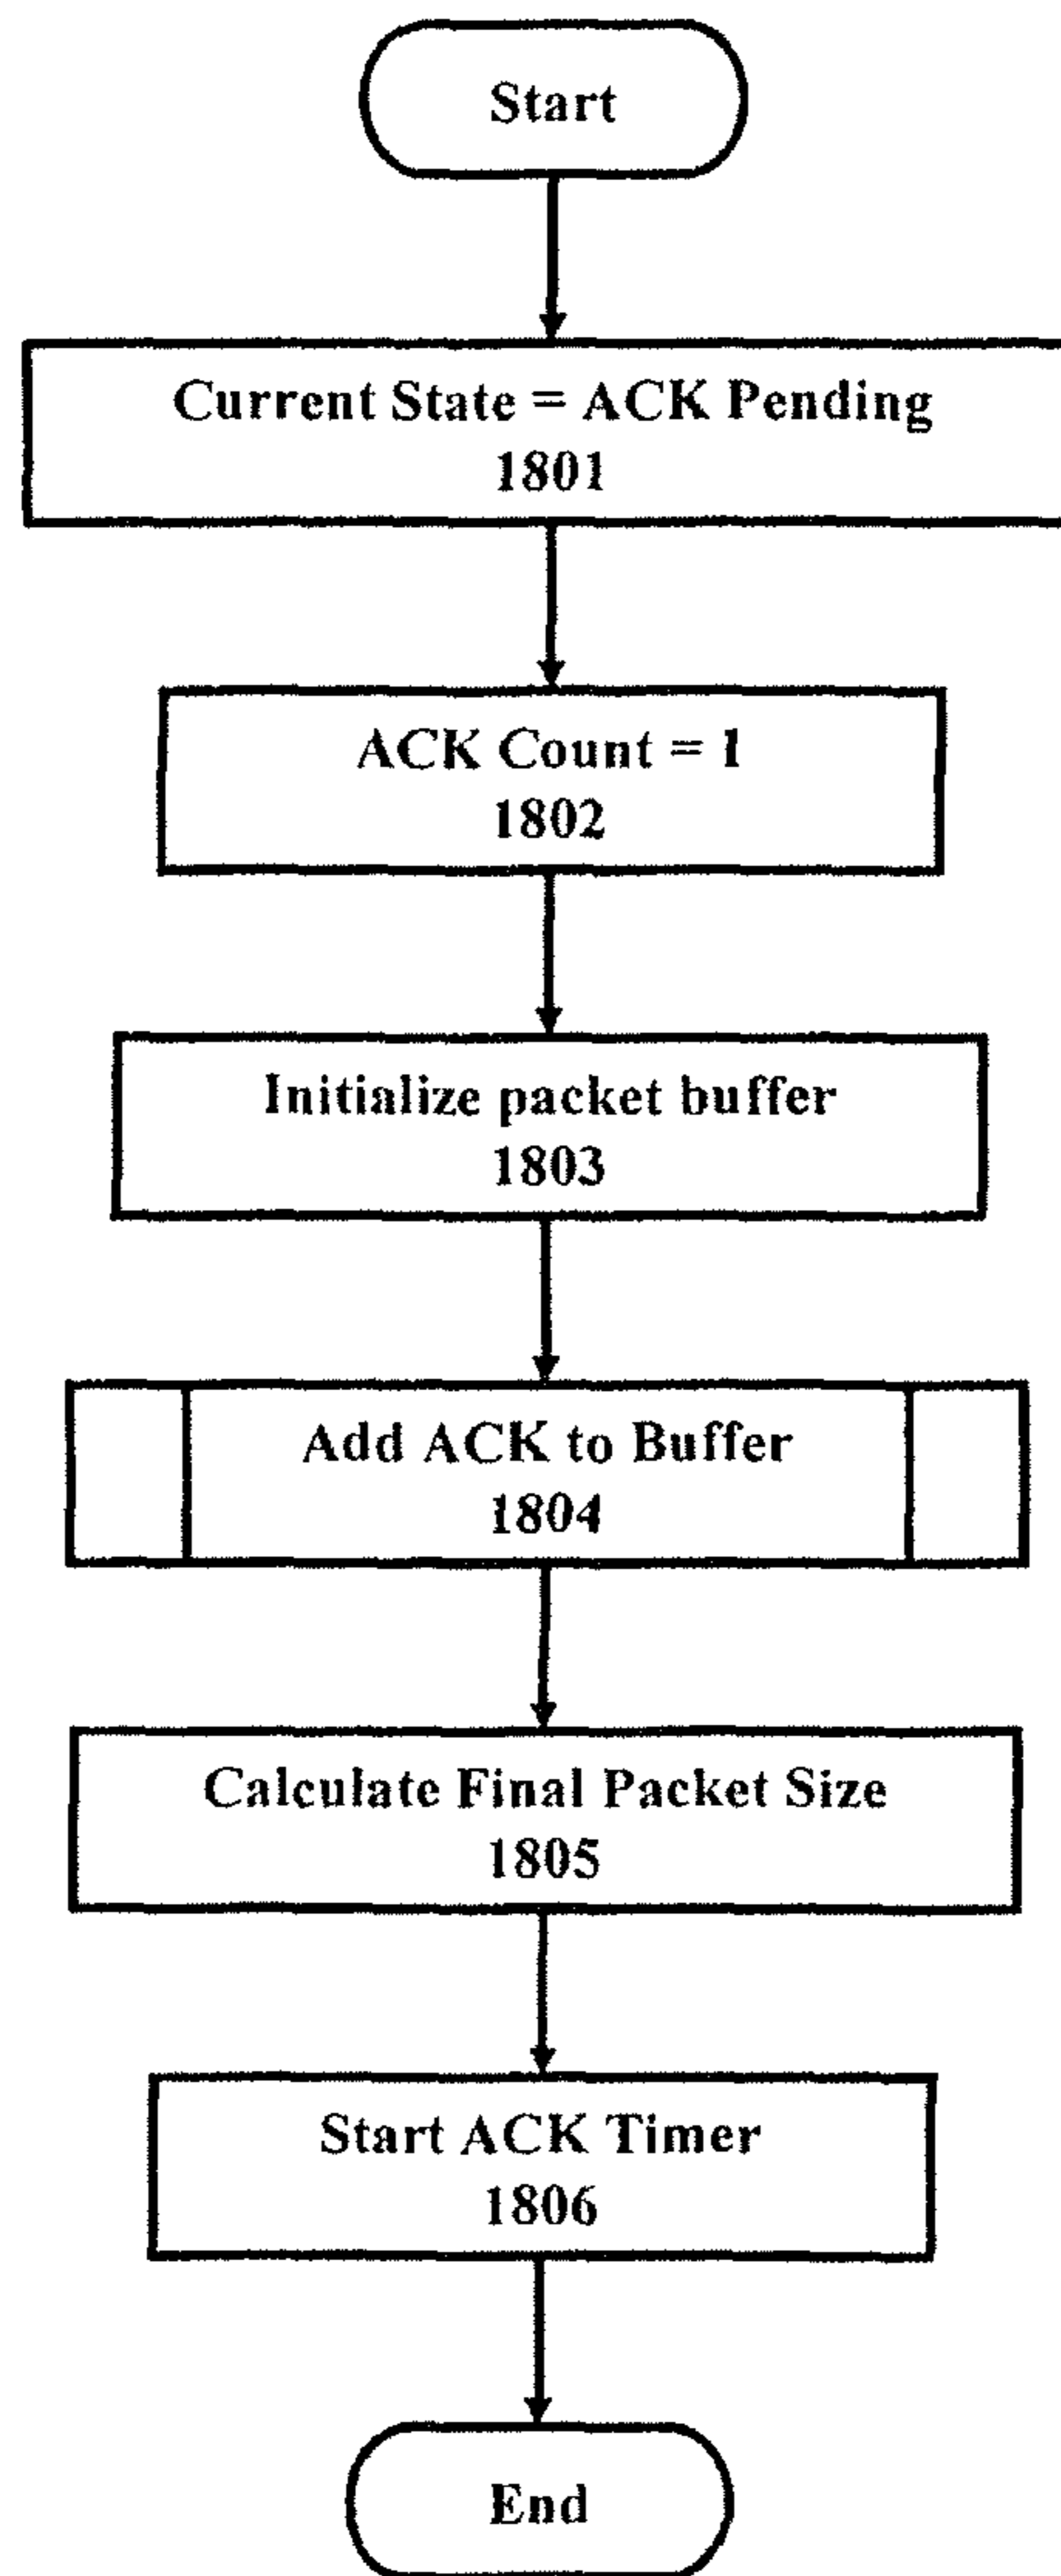 Start
Current State = ACK Pending
1801
ACK Count = 1
1802
Initialize packet buffer
1803
Add ACK to Buffer
1804
Calculate Final Packet Size
1805
Start ACK Timer
1806
End